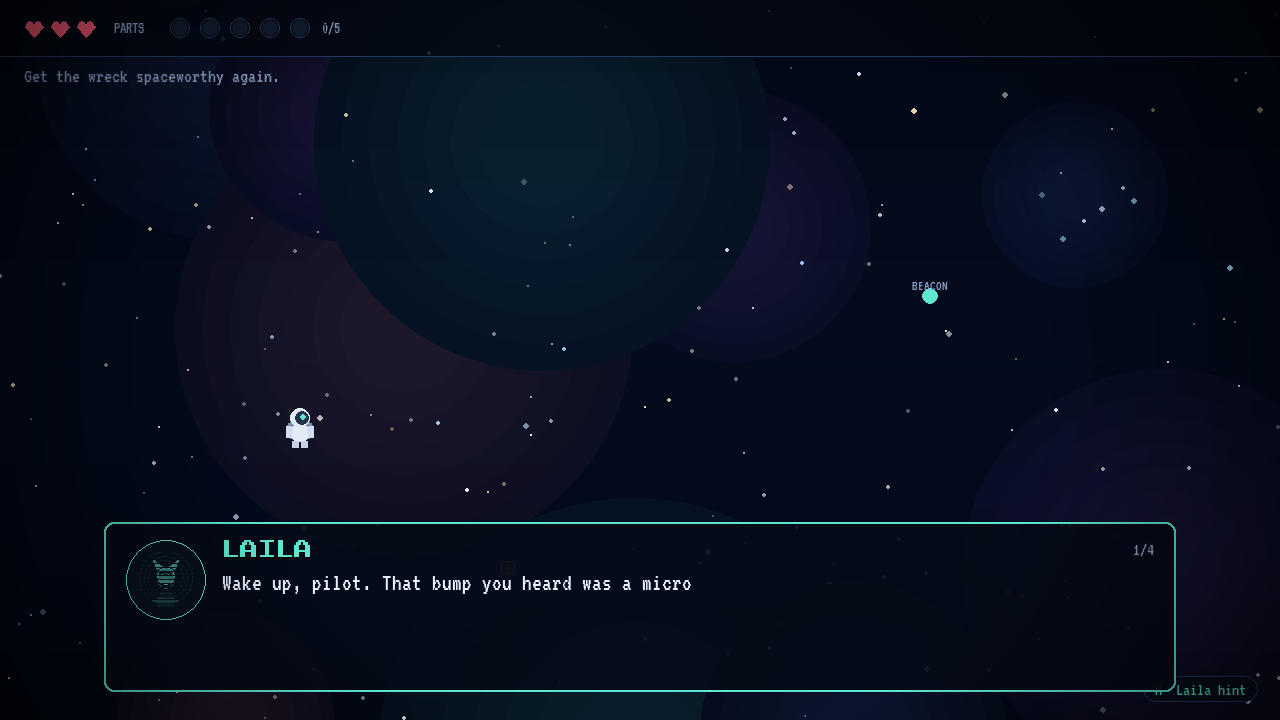 PARTS
0/5
Get the wreck spaceworthy again.
BEACON
LAILA
1/4
Wake up, pilot. That bump you heard was a micro
Laila hint